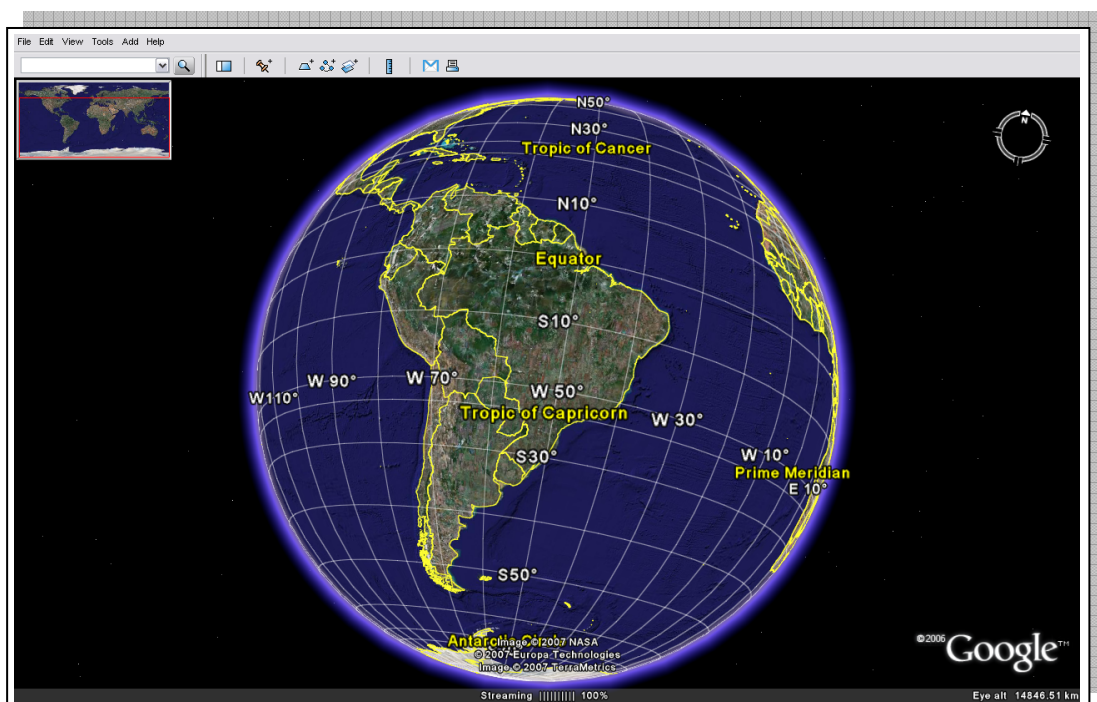 File Edit View Tools Add Help
N
N50°
N30°
Tropic of Cancer
N10°
Equator
S10°
W 90°
W 70°
W 50°
W110°
Tropic of Capricorn
W 30°
S30°
W 10°
Prime Meridian
E 10°
S50°
Image © 2007 NASA
© 2007 Europa Technologies
Image © 2007 TerraMetrics
©2006 Google™
Streaming |||||||||| 100%
Eye alt 14846.51 km